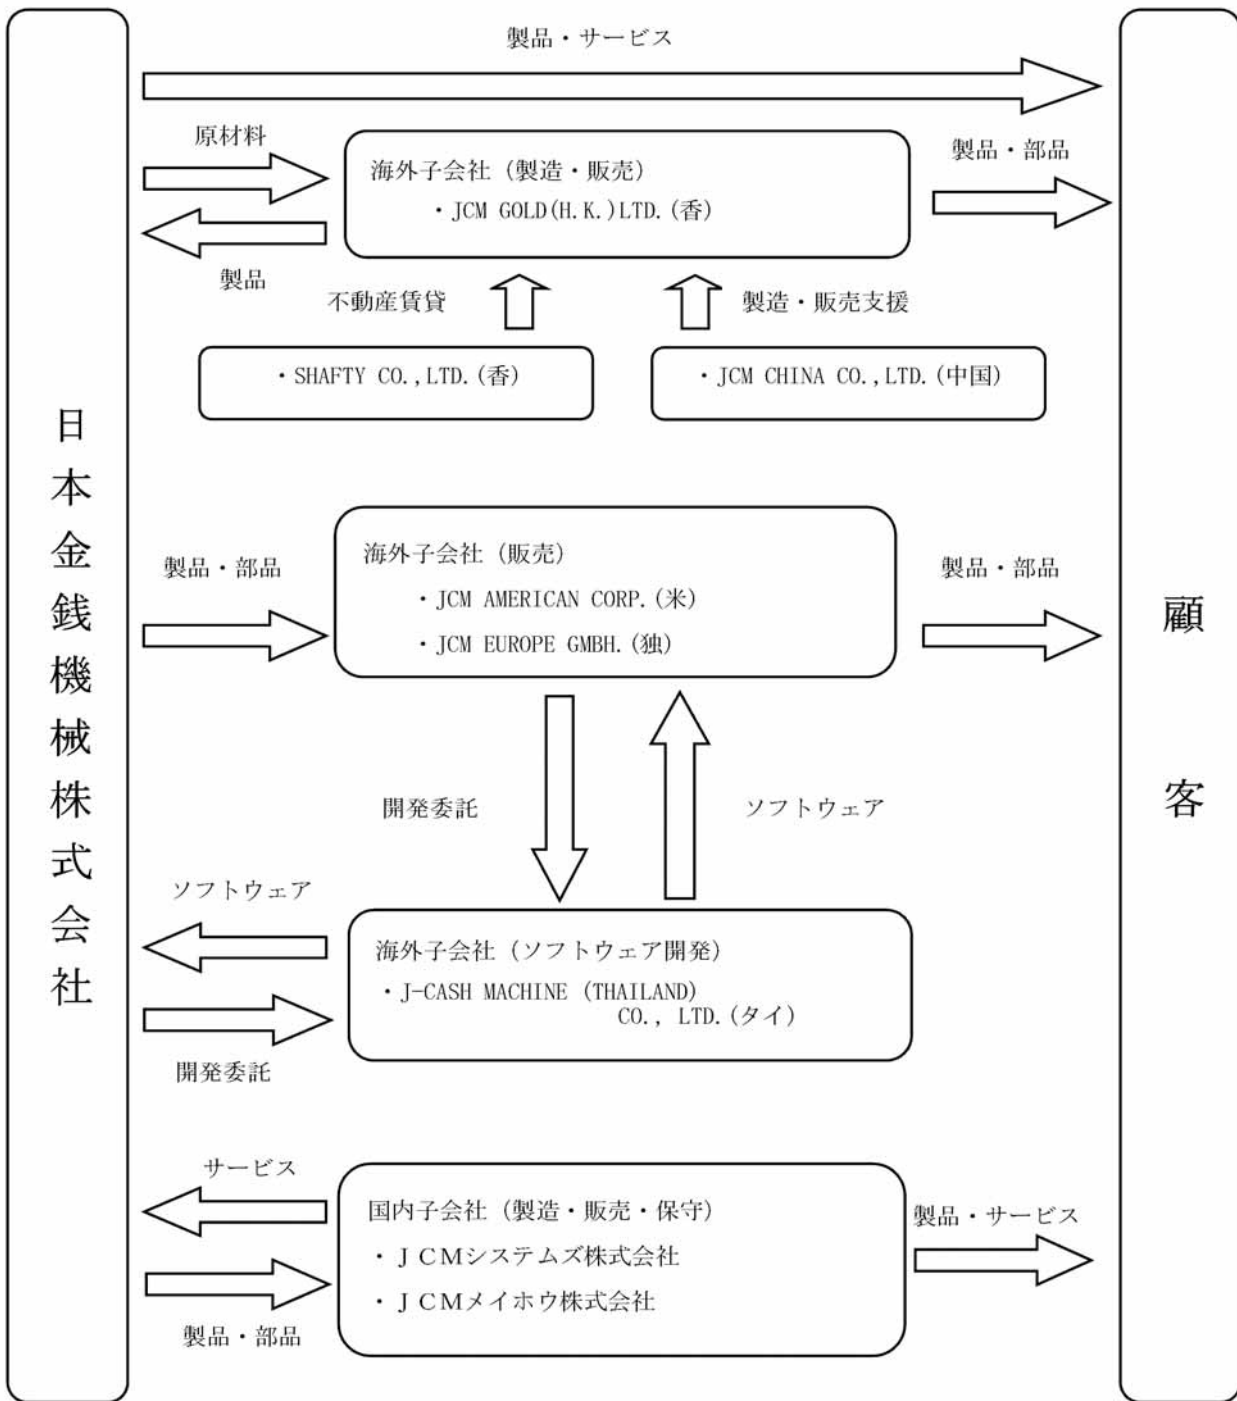 日本金銭機械株式会社
製品・サービス
顧客
原材料
製品
海外子会社（製造・販売）
・JCM GOLD(H.K.)LTD.(香)
製品・部品
不動産賃貸
製造・販売支援
・SHAFTY CO.,LTD.(香)
・JCM CHINA CO.,LTD.(中国)
製品・部品
海外子会社（販売）
・JCM AMERICAN CORP.(米)
・JCM EUROPE GMBH.(独)
製品・部品
開発委託
ソフトウェア
ソフトウェア
開発委託
海外子会社（ソフトウェア開発）
・J-CASH MACHINE (THAILAND)
CO., LTD.(タイ)
サービス
製品・部品
国内子会社（製造・販売・保守）
・ＪＣＭシステムズ株式会社
・ＪＣＭメイホウ株式会社
製品・サービス